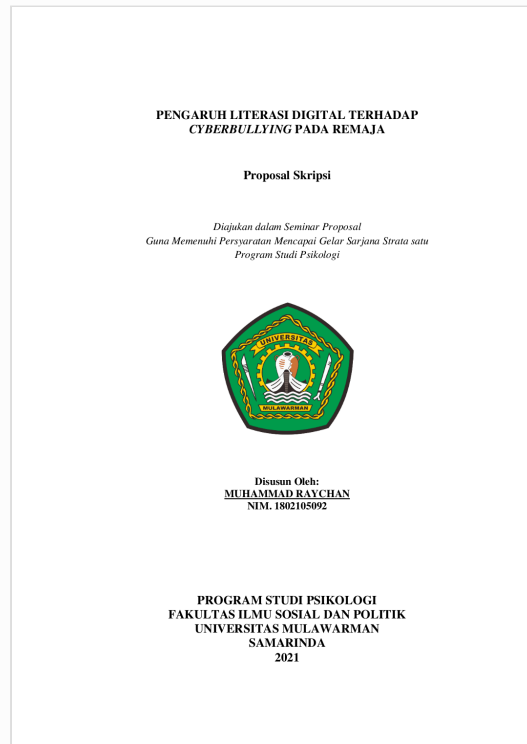 PENGARUH LITERASI DIGITAL TERHADAP
CYBERBULLYING PADA REMAJA
Proposal Skripsi
Diajukan dalam Seminar Proposal
Guna Memenuhi Persyaratan Mencapai Gelar Sarjana Strata satu
Program Studi Psikologi
UNIVERSITAS
MULAWARMAN
Disusun Oleh:
MUHAMMAD RAYCHAN
NIM. 1802105092
PROGRAM STUDI PSIKOLOGI
FAKULTAS ILMU SOSIAL DAN POLITIK
UNIVERSITAS MULAWARMAN
SAMARINDA
2021